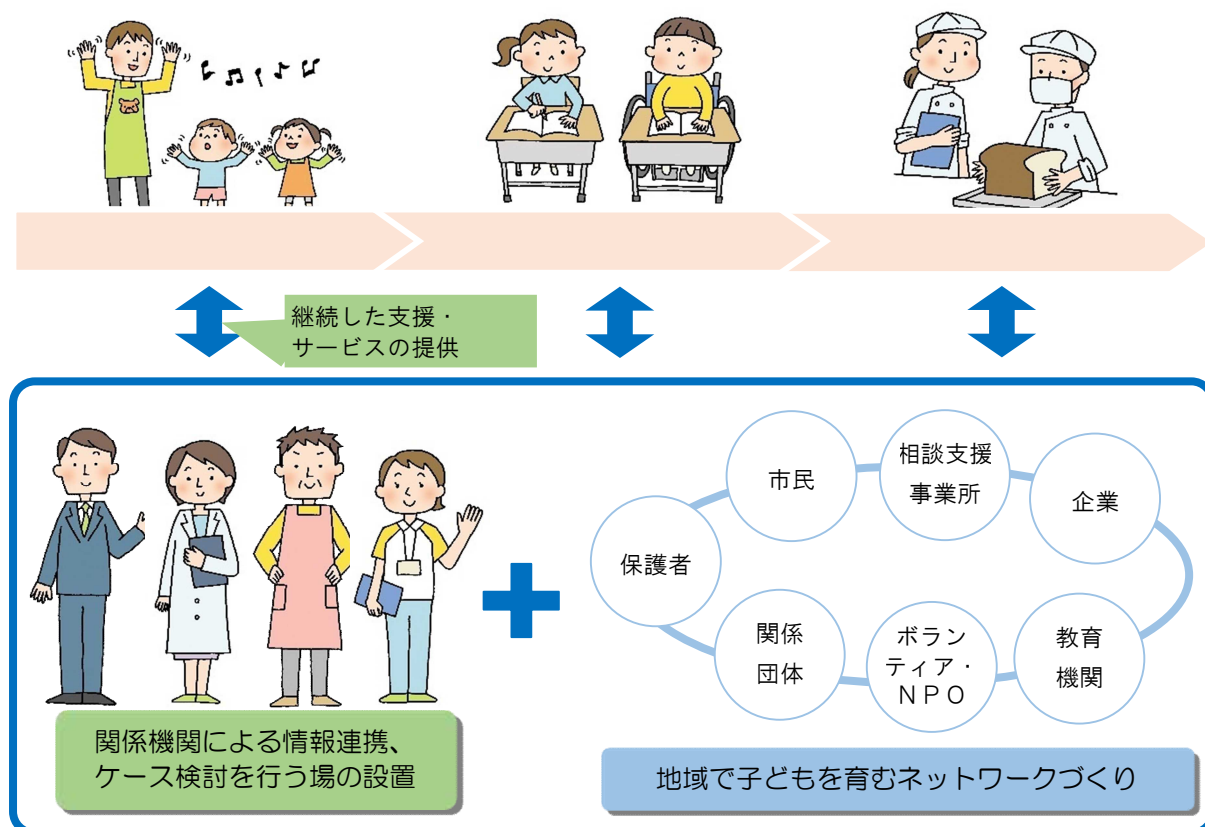 継続した支援・
サービスの提供
市民
相談支援
事業所
企業
保護者
関係
団体
ボラン
ティア・
ＮＰＯ
教育
機関
関係機関による情報連携、
ケース検討を行う場の設置
地域で子どもを育むネットワークづくり